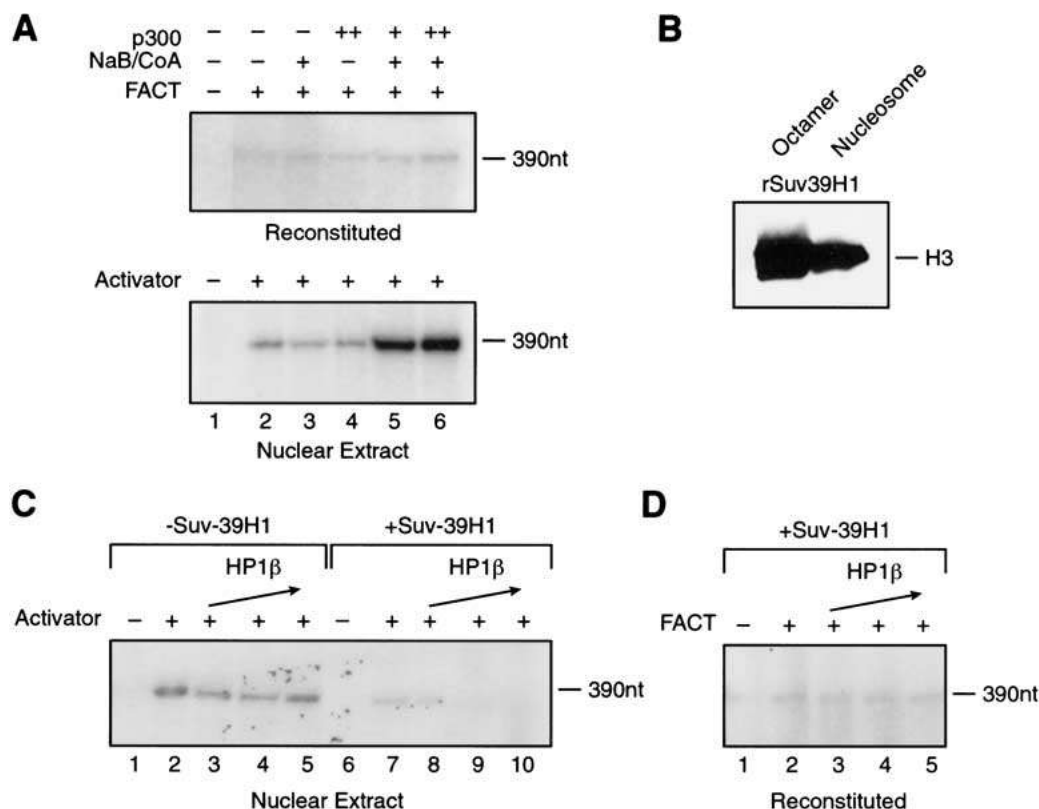 A
p300 – – – ++ + ++
NaB/CoA – – + – + +
FACT – + + + + +
390nt
Reconstituted
Activator – + + + + +
390nt
1 2 3 4 5 6
Nuclear Extract
B
Octamer
Nucleosome
rSuv39H1
H3
C
-Suv-39H1 +Suv-39H1
HP1β HP1β
Activator – + + + + – + + + +
390nt
1 2 3 4 5 6 7 8 9 10
Nuclear Extract
D
+Suv-39H1
HP1β
FACT – + + + +
390nt
1 2 3 4 5
Reconstituted